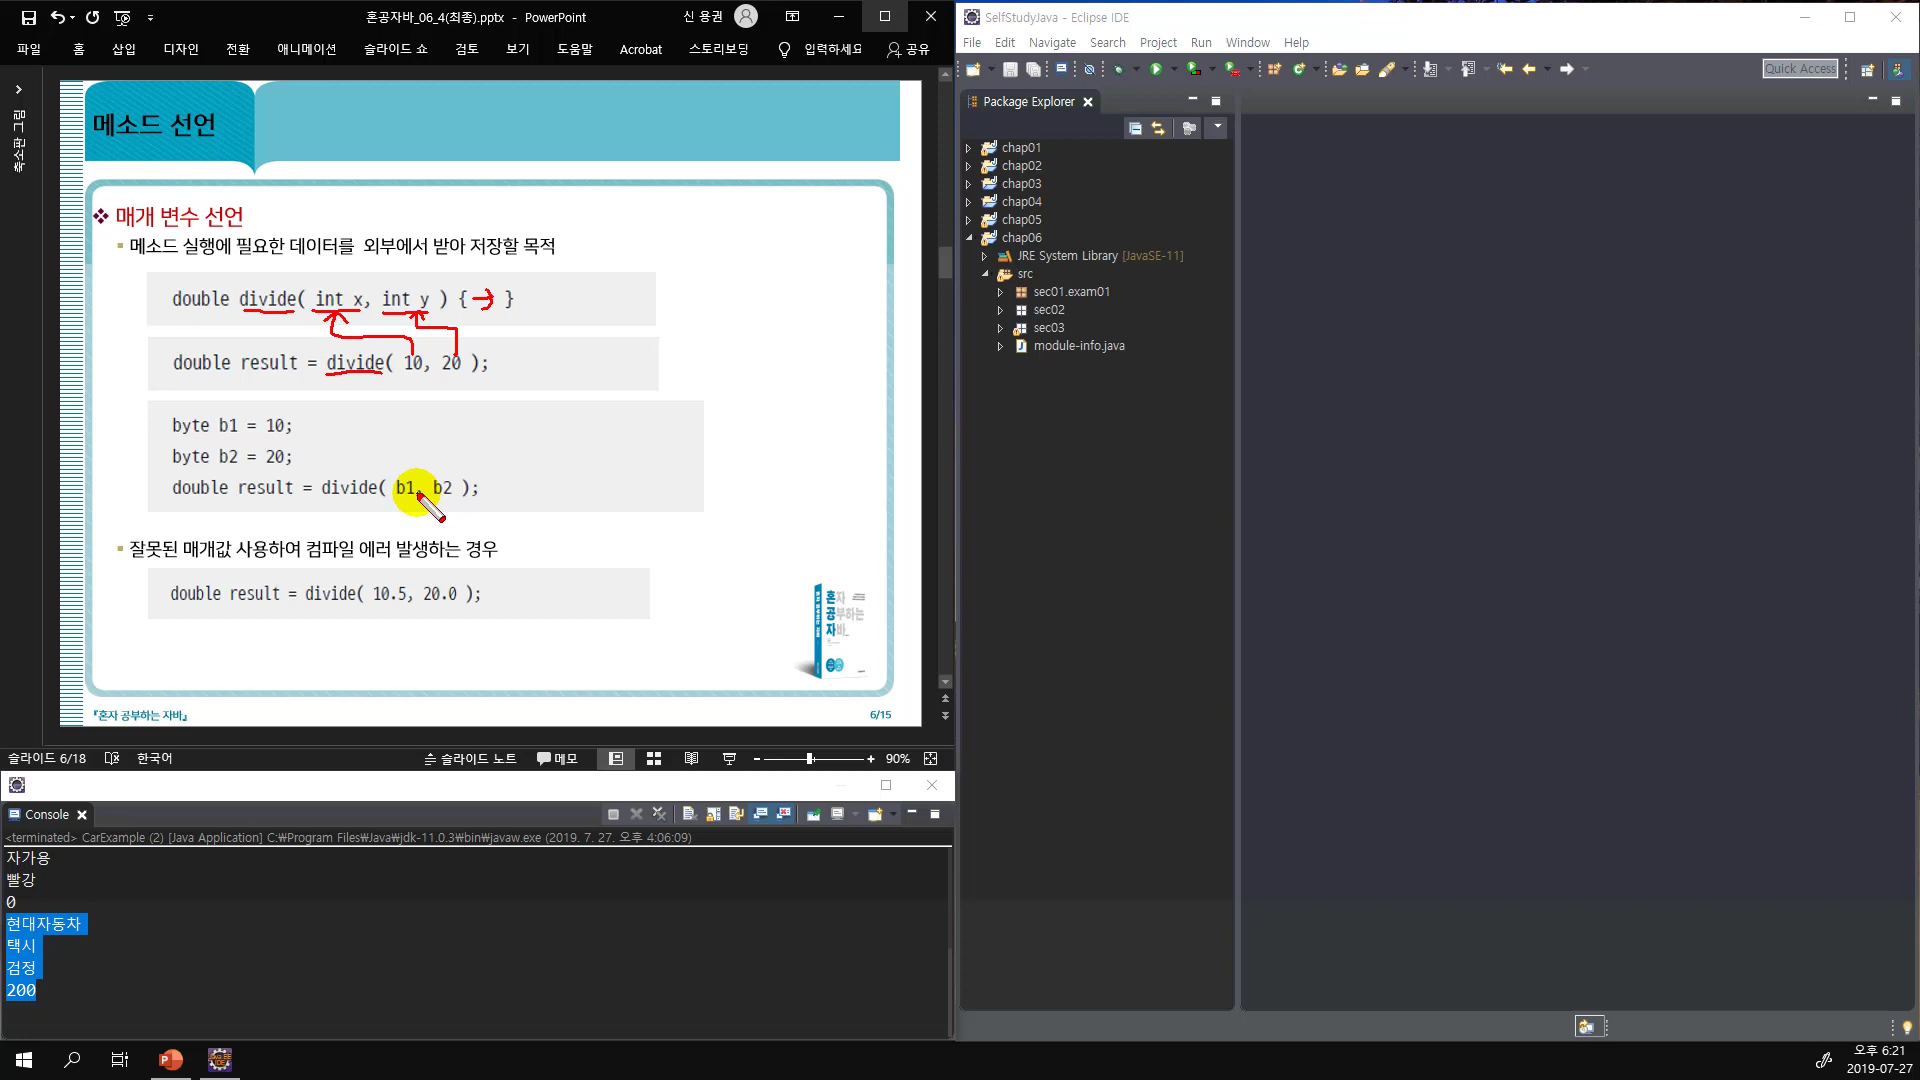 혼공자바_06_4(최종).pptx - PowerPoint
신 용권
파일 홈 삽입 디자인 전환 애니메이션 슬라이드 쇼 검토 보기 도움말 Acrobat 스토리보딩 입력하세요 공유
축소판 그림
메소드 선언
매개 변수 선언
메소드 실행에 필요한 데이터를 외부에서 받아 저장할 목적
double divide( int x, int y ) { }
double result = divide( 10, 20 );
byte b1 = 10;
byte b2 = 20;
double result = divide( b1, b2 );
잘못된 매개값 사용하여 컴파일 에러 발생하는 경우
double result = divide( 10.5, 20.0 );
혼자
공부하는
자바
『혼자 공부하는 자바』
6/15
슬라이드 6/18 한국어 슬라이드 노트 메모 90%
Console
<terminated> CarExample (2) [Java Application] C:₩Program Files₩Java₩jdk-11.0.3₩bin₩javaw.exe (2019. 7. 27. 오후 4:06:09)
자가용
빨강
0
현대자동차
택시
검정
200
SelfStudyJava - Eclipse IDE
File Edit Navigate Search Project Run Window Help
Quick Access
Package Explorer
chap01
chap02
chap03
chap04
chap05
chap06
JRE System Library [JavaSE-11]
src
sec01.exam01
sec02
sec03
module-info.java
오후 6:21
2019-07-27